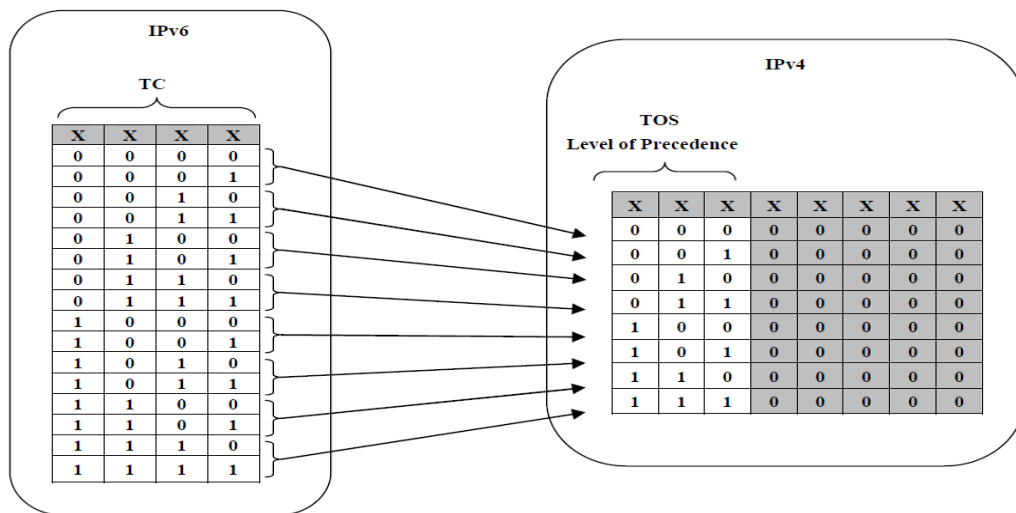 IPv6
TC
X X X X
0 0 0 0
0 0 0 1
0 0 1 0
0 0 1 1
0 1 0 0
0 1 0 1
0 1 1 0
0 1 1 1
1 0 0 0
1 0 0 1
1 0 1 0
1 0 1 1
1 1 0 0
1 1 0 1
1 1 1 0
1 1 1 1
IPv4
TOS
Level of Precedence
X X X X X X X X
0 0 0 0 0 0 0 0
0 0 1 0 0 0 0 0
0 1 0 0 0 0 0 0
0 1 1 0 0 0 0 0
1 0 0 0 0 0 0 0
1 0 1 0 0 0 0 0
1 1 0 0 0 0 0 0
1 1 1 0 0 0 0 0